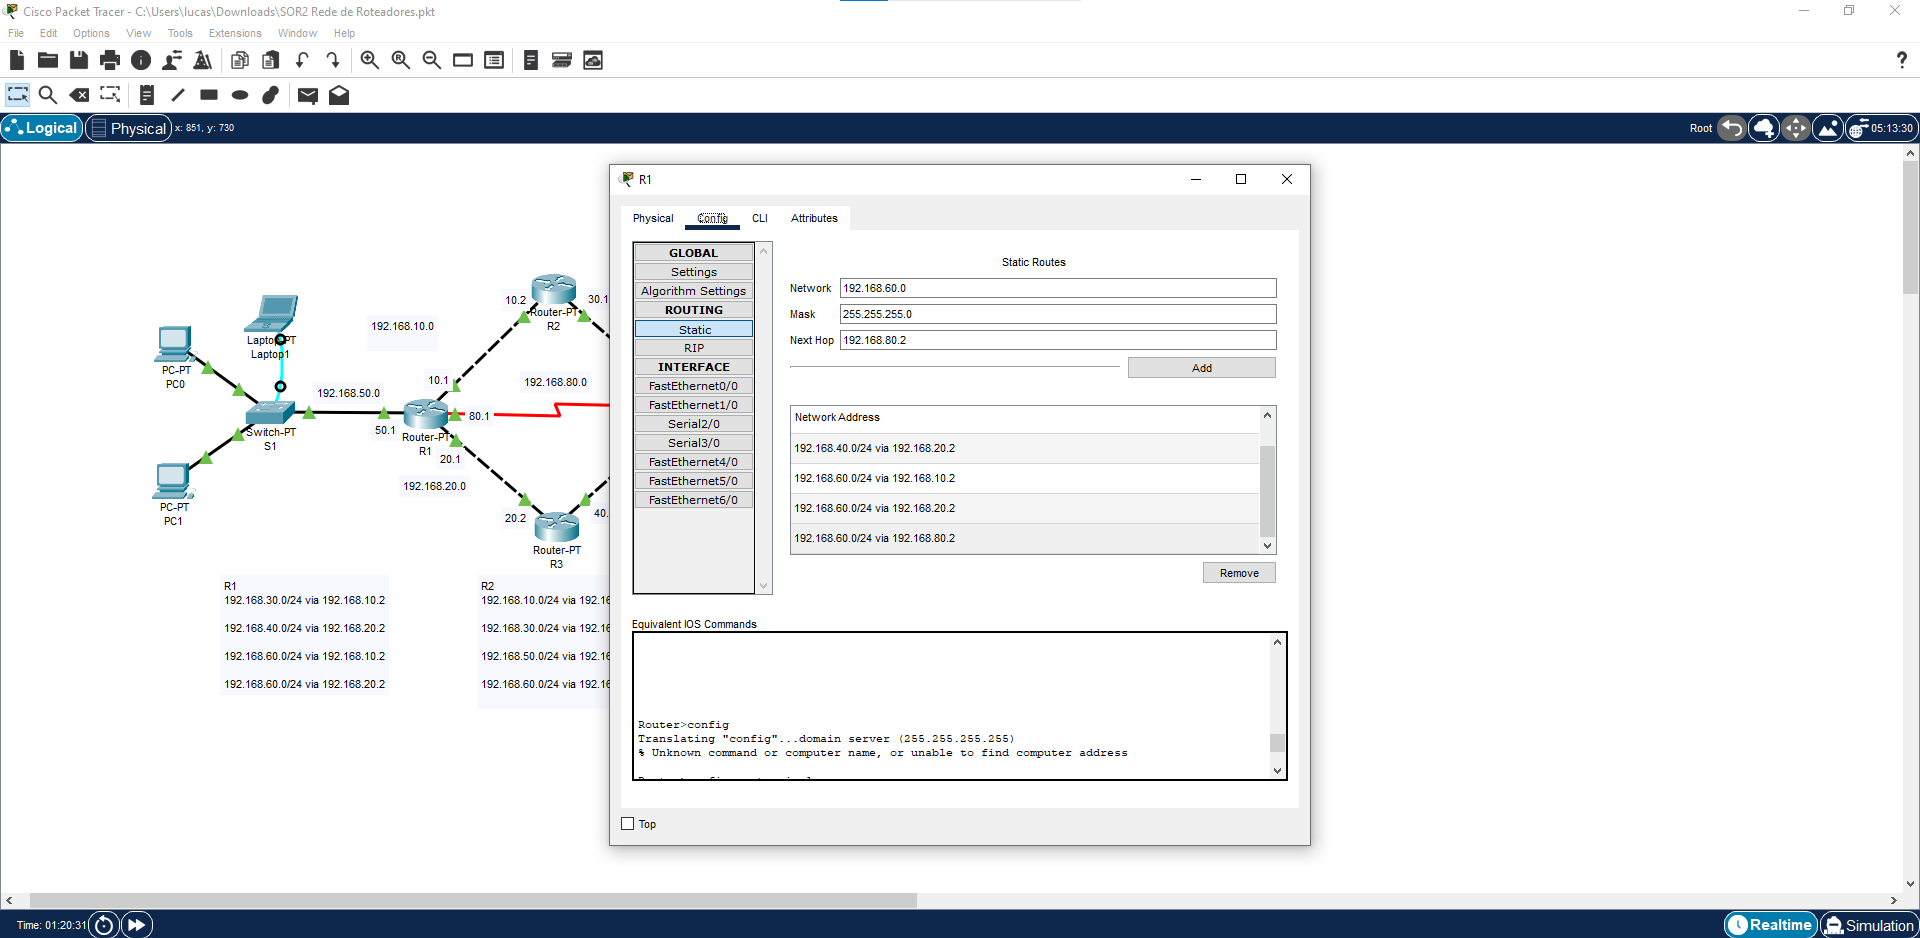 Cisco Packet Tracer - C:\Users\lucas\Downloads\SOR2 Rede de Roteadores.pkt
File Edit Options View Tools Extensions Window Help
Logical Physical x: 851, y: 730 Root 05:13:30
R1
Physical Config CLI Attributes
GLOBAL
Settings
Algorithm Settings
ROUTING
Static
RIP
INTERFACE
FastEthernet0/0
FastEthernet1/0
Serial2/0
Serial3/0
FastEthernet4/0
FastEthernet5/0
FastEthernet6/0
Static Routes
Network 192.168.60.0
Mask 255.255.255.0
Next Hop 192.168.80.2
Add
Network Address
192.168.40.0/24 via 192.168.20.2
192.168.60.0/24 via 192.168.10.2
192.168.60.0/24 via 192.168.20.2
192.168.60.0/24 via 192.168.80.2
Remove
Equivalent IOS Commands
Router>config
Translating "config"...domain server (255.255.255.255)
% Unknown command or computer name, or unable to find computer address
Top
PC-PT
PC0
Laptop-PT
Laptop1
192.168.10.0
10.2
30.1
Router-PT
R2
10.1
192.168.80.0
192.168.50.0
80.1
50.1
Switch-PT
S1
Router-PT
R1
20.1
192.168.20.0
PC-PT
PC1
20.2
40.
Router-PT
R3
R1
192.168.30.0/24 via 192.168.10.2
192.168.40.0/24 via 192.168.20.2
192.168.60.0/24 via 192.168.10.2
192.168.60.0/24 via 192.168.20.2
R2
192.168.10.0/24 via 192.16
192.168.30.0/24 via 192.16
192.168.50.0/24 via 192.16
192.168.60.0/24 via 192.16
Time: 01:20:31 Realtime Simulation